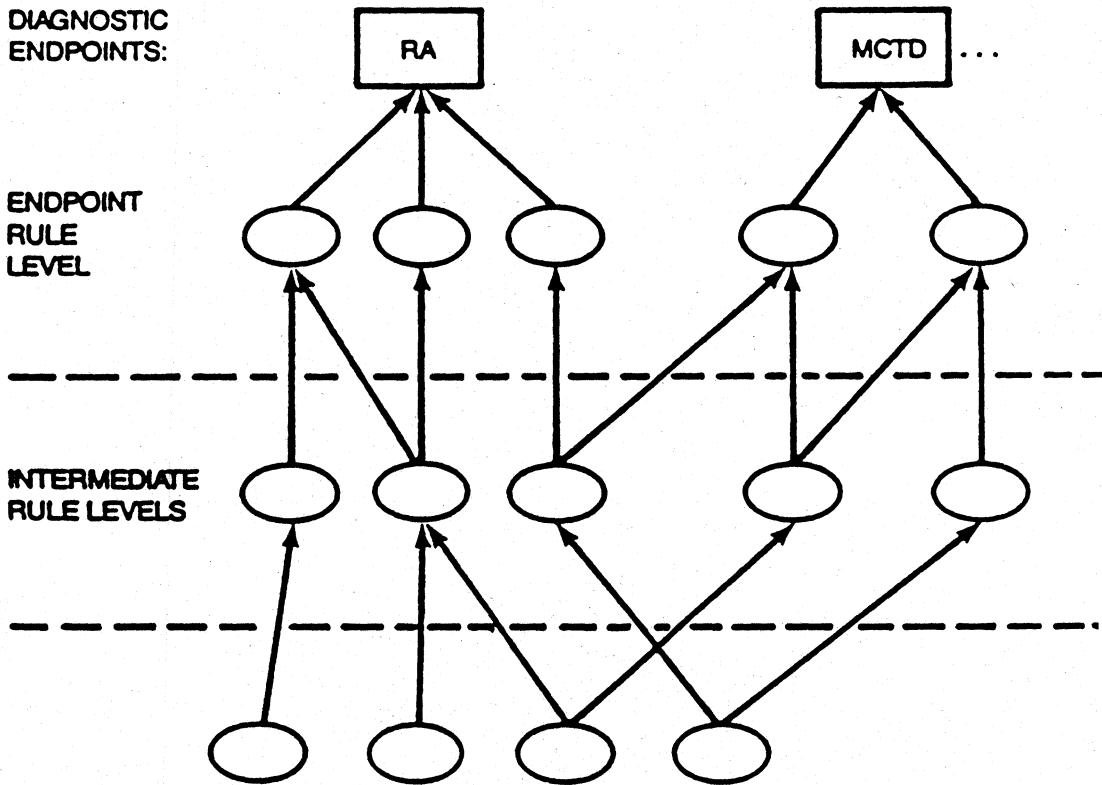 DIAGNOSTIC
ENDPOINTS:
RA
MCTD ...
ENDPOINT
RULE
LEVEL
INTERMEDIATE
RULE LEVELS